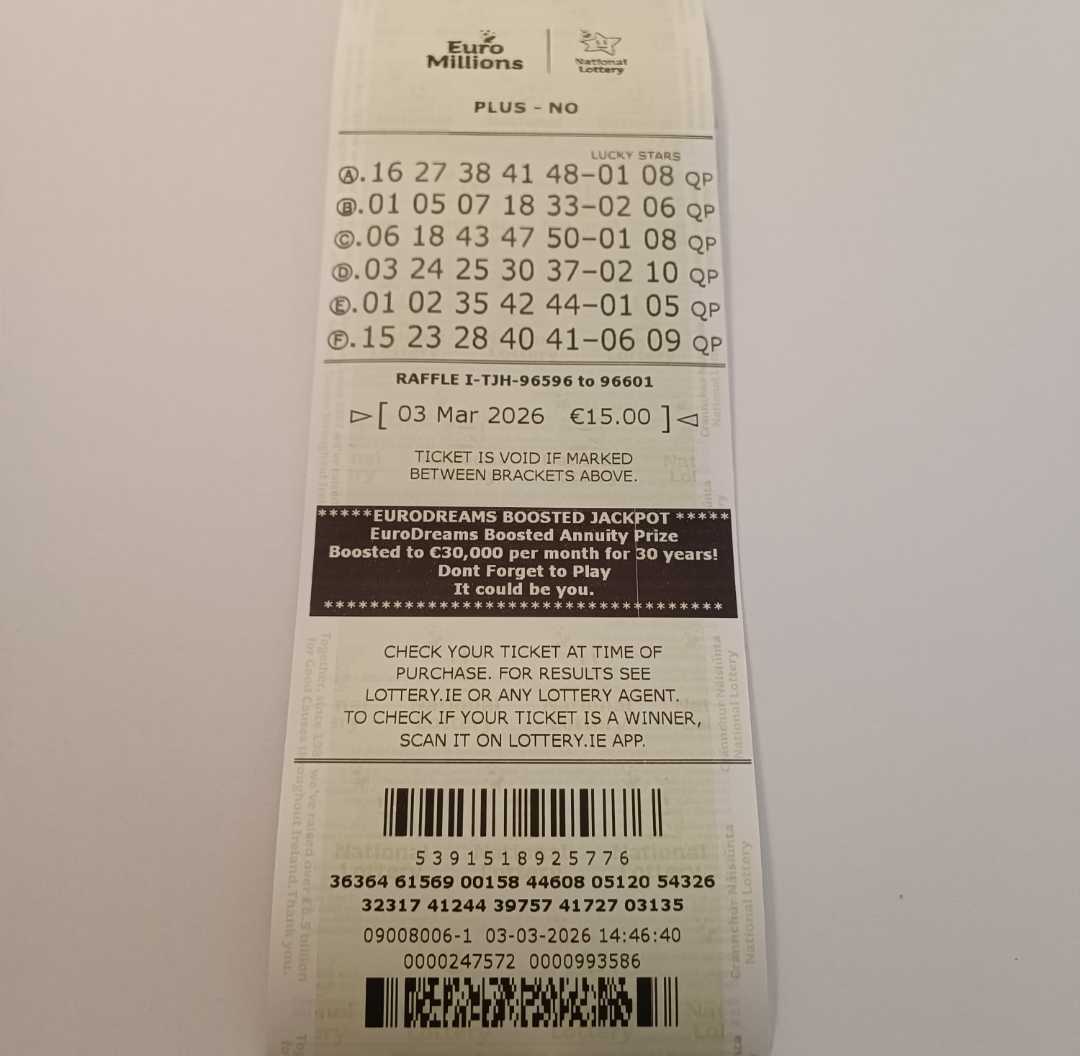 Euro Millions
National Lottery
PLUS - NO
LUCKY STARS
A.16 27 38 41 48-01 08 QP
B.01 05 07 18 33-02 06 QP
C.06 18 43 47 50-01 08 QP
D.03 24 25 30 37-02 10 QP
E.01 02 35 42 44-01 05 QP
F.15 23 28 40 41-06 09 QP
RAFFLE I-TJH-96596 to 96601
[ 03 Mar 2026 €15.00 ]
TICKET IS VOID IF MARKED
BETWEEN BRACKETS ABOVE.
*****EURODREAMS BOOSTED JACKPOT *****
EuroDreams Boosted Annuity Prize
Boosted to €30,000 per month for 30 years!
Dont Forget to Play
It could be you.
************************************
CHECK YOUR TICKET AT TIME OF
PURCHASE. FOR RESULTS SEE
LOTTERY.IE OR ANY LOTTERY AGENT.
TO CHECK IF YOUR TICKET IS A WINNER,
SCAN IT ON LOTTERY.IE APP.
5391518925776
36364 61569 00158 44608 05120 54326
32317 41244 39757 41727 03135
09008006-1 03-03-2026 14:46:40
0000247572 0000993586
Crannchur Náisiúnta
National Lottery